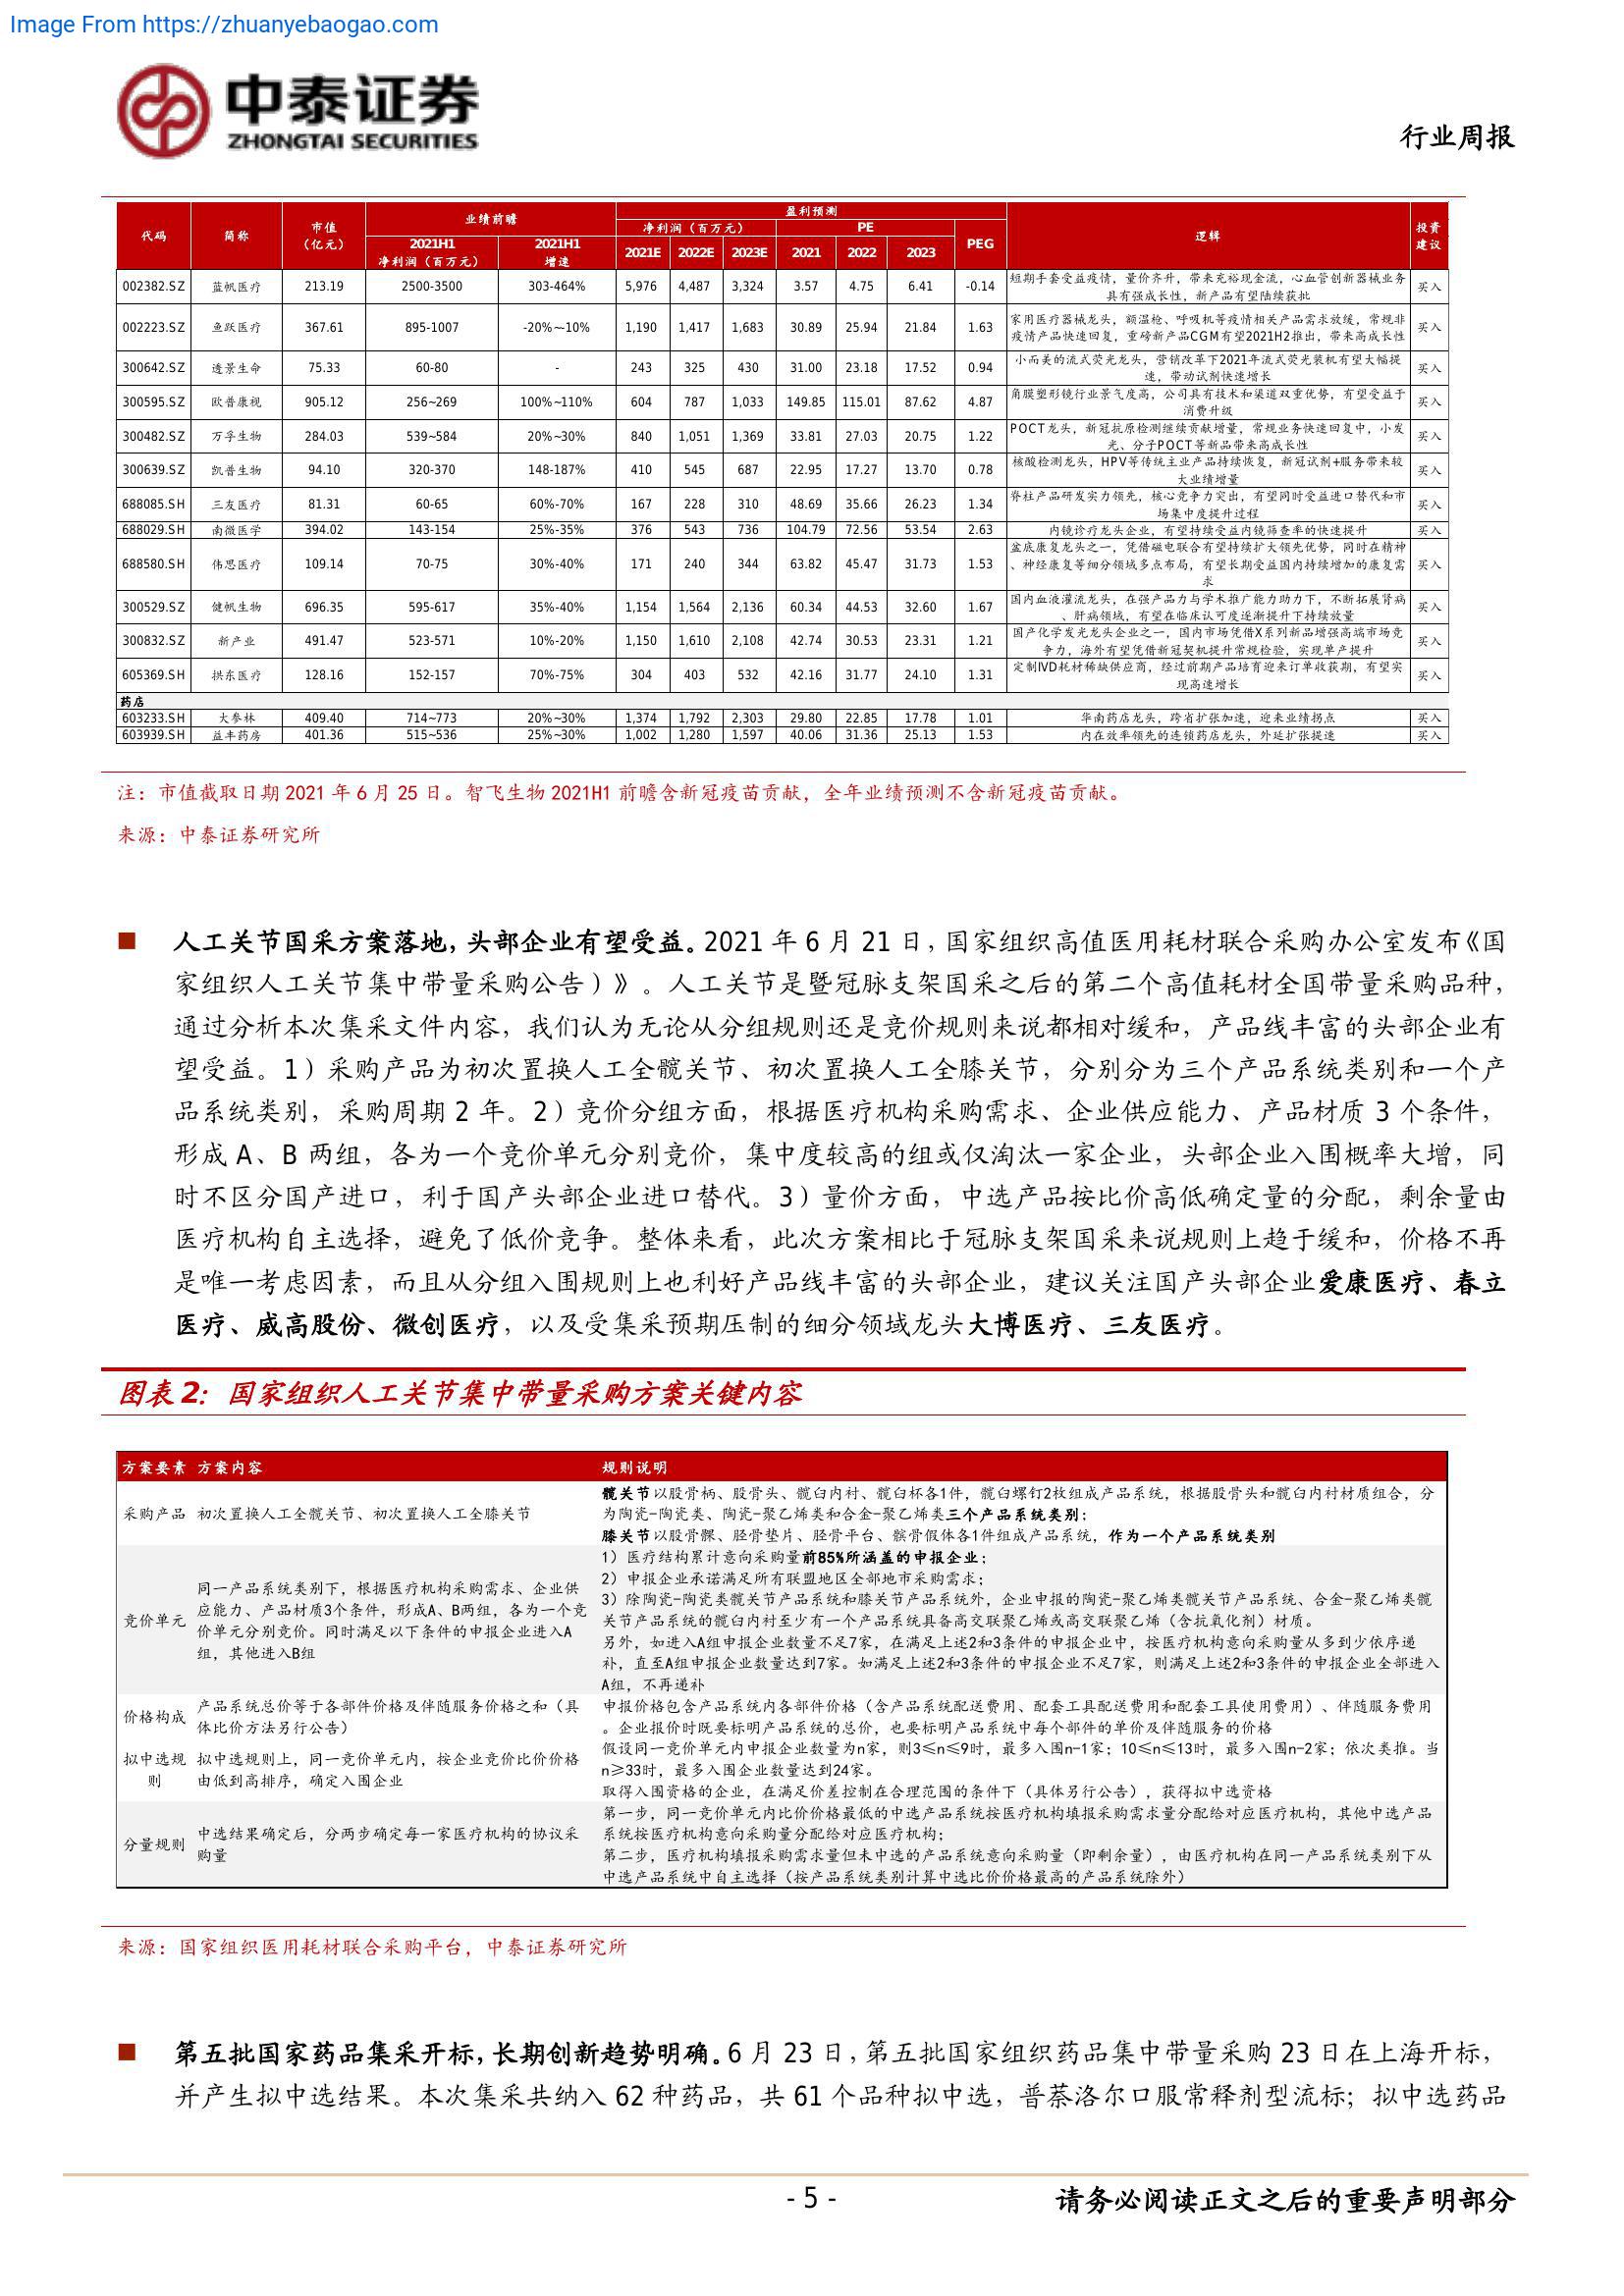 Image From https://zhuanyebaogao.com
中泰证券
ZHONGTAI SECURITIES
行业周报
代码 简称 市值（亿元） 业绩前瞻 盈利预测 逻辑 投资建议
净利润（百万元） PE PEG
2021H1 净利润（百万元） 2021H1 增速 2021E 2022E 2023E 2021 2022 2023
002382.SZ 蓝帆医疗 213.19 2500-3500 303-464% 5,976 4,487 3,324 3.57 4.75 6.41 -0.14 短期手套受益疫情，量价齐升，带来充裕现金流，心血管创新器械业务具有强成长性，新产品有望陆续获批 买入
002223.SZ 鱼跃医疗 367.61 895-1007 -20%~-10% 1,190 1,417 1,683 30.89 25.94 21.84 1.63 家用医疗器械龙头，额温枪、呼吸机等疫情相关产品需求放缓，常规非疫情产品快速回复，重磅新产品CGM有望2021H2推出，带来高成长性 买入
300642.SZ 透景生命 75.33 60-80 - 243 325 430 31.00 23.18 17.52 0.94 小而美的流式荧光龙头，营销改革下2021年流式荧光装机有望大幅提速，带动试剂快速增长 买入
300595.SZ 欧普康视 905.12 256~269 100%~110% 604 787 1,033 149.85 115.01 87.62 4.87 角膜塑形镜行业景气度高，公司具有技术和渠道双重优势，有望受益于消费升级 买入
300482.SZ 万孚生物 284.03 539~584 20%~30% 840 1,051 1,369 33.81 27.03 20.75 1.22 POCT龙头，新冠抗原检测继续贡献增量，常规业务快速回复中，小发光、分子POCT等新品带来高成长性 买入
300639.SZ 凯普生物 94.10 320-370 148-187% 410 545 687 22.95 17.27 13.70 0.78 核酸检测龙头，HPV等传统主业产品持续恢复，新冠试剂+服务带来较大业绩增量 买入
688085.SH 三友医疗 81.31 60-65 60%-70% 167 228 310 48.69 35.66 26.23 1.34 脊柱产品研发实力领先，核心竞争力突出，有望同时受益进口替代和市场集中度提升过程 买入
688029.SH 南微医学 394.02 143-154 25%-35% 376 543 736 104.79 72.56 53.54 2.63 内镜诊疗龙头企业，有望持续受益内镜筛查率的快速提升 买入
688580.SH 伟思医疗 109.14 70-75 30%-40% 171 240 344 63.82 45.47 31.73 1.53 盆底康复龙头之一，凭借磁电联合有望持续扩大领先优势，同时在精神、神经康复等细分领域多点布局，有望长期受益国内持续增加的康复需求 买入
300529.SZ 健帆生物 696.35 595-617 35%-40% 1,154 1,564 2,136 60.34 44.53 32.60 1.67 国内血液灌流龙头，在强产品力与学术推广能力助力下，不断拓展肾病、肝病领域，有望在临床认可度逐渐提升下持续放量 买入
300832.SZ 新产业 491.47 523-571 10%-20% 1,150 1,610 2,108 42.74 30.53 23.31 1.21 国产化学发光龙头企业之一，国内市场凭借X系列新品增强高端市场竞争力，海外有望凭借新冠契机提升常规检验，实现单产提升 买入
605369.SH 拱东医疗 128.16 152-157 70%-75% 304 403 532 42.16 31.77 24.10 1.31 定制IVD耗材稀缺供应商，经过前期产品培育迎来订单收获期，有望实现高速增长 买入
药店
603233.SH 大参林 409.40 714~773 20%~30% 1,374 1,792 2,303 29.80 22.85 17.78 1.01 华南药店龙头，跨省扩张加速，迎来业绩拐点 买入
603939.SH 益丰药房 401.36 515~536 25%~30% 1,002 1,280 1,597 40.06 31.36 25.13 1.53 内在效率领先的连锁药店龙头，外延扩张提速 买入
注：市值截取日期 2021 年 6 月 25 日。智飞生物 2021H1 前瞻含新冠疫苗贡献，全年业绩预测不含新冠疫苗贡献。
来源：中泰证券研究所
■ 人工关节国采方案落地，头部企业有望受益。2021 年 6 月 21 日，国家组织高值医用耗材联合采购办公室发布《国
家组织人工关节集中带量采购公告）》。人工关节是暨冠脉支架国采之后的第二个高值耗材全国带量采购品种，
通过分析本次集采文件内容，我们认为无论从分组规则还是竞价规则来说都相对缓和，产品线丰富的头部企业有
望受益。1）采购产品为初次置换人工全髋关节、初次置换人工全膝关节，分别分为三个产品系统类别和一个产
品系统类别，采购周期 2 年。2）竞价分组方面，根据医疗机构采购需求、企业供应能力、产品材质 3 个条件，
形成 A、B 两组，各为一个竞价单元分别竞价，集中度较高的组或仅淘汰一家企业，头部企业入围概率大增，同
时不区分国产进口，利于国产头部企业进口替代。3）量价方面，中选产品按比价高低确定量的分配，剩余量由
医疗机构自主选择，避免了低价竞争。整体来看，此次方案相比于冠脉支架国采来说规则上趋于缓和，价格不再
是唯一考虑因素，而且从分组入围规则上也利好产品线丰富的头部企业，建议关注国产头部企业爱康医疗、春立
医疗、威高股份、微创医疗，以及受集采预期压制的细分领域龙头大博医疗、三友医疗。
图表 2：国家组织人工关节集中带量采购方案关键内容
方案要素 方案内容 规则说明
采购产品 初次置换人工全髋关节、初次置换人工全膝关节
髋关节以股骨柄、股骨头、髋臼内衬、髋臼杯各1件，髋臼螺钉2枚组成产品系统，根据股骨头和髋臼内衬材质组合，分
为陶瓷-陶瓷类、陶瓷-聚乙烯类和合金-聚乙烯类三个产品系统类别；
膝关节以股骨髁、胫骨垫片、胫骨平台、髌骨假体各1件组成产品系统，作为一个产品系统类别
竞价单元
同一产品系统类别下，根据医疗机构采购需求、企业供
应能力、产品材质3个条件，形成A、B两组，各为一个竞
价单元分别竞价。同时满足以下条件的申报企业进入A
组，其他进入B组
1）医疗结构累计意向采购量前85%所涵盖的申报企业；
2）申报企业承诺满足所有联盟地区全部地市采购需求；
3）除陶瓷-陶瓷类髋关节产品系统和膝关节产品系统外，企业申报的陶瓷-聚乙烯类髋关节产品系统、合金-聚乙烯类髋
关节产品系统的髋臼内衬至少有一个产品系统具备高交联聚乙烯或高交联聚乙烯（含抗氧化剂）材质。
另外，如进入A组申报企业数量不足7家，在满足上述2和3条件的申报企业中，按医疗机构意向采购量从多到少依序递
补，直至A组申报企业数量达到7家。如满足上述2和3条件的申报企业不足7家，则满足上述2和3条件的申报企业全部进入
A组，不再递补
价格构成
产品系统总价等于各部件价格及伴随服务价格之和（具
体比价方法另行公告）
申报价格包含产品系统内各部件价格（含产品系统配送费用、配套工具配送费用和配套工具使用费用）、伴随服务费用
。企业报价时既要标明产品系统的总价，也要标明产品系统中每个部件的单价及伴随服务的价格
拟中选规则
拟中选规则上，同一竞价单元内，按企业竞价比价价格
由低到高排序，确定入围企业
假设同一竞价单元内申报企业数量为n家，则3≤n≤9时，最多入围n-1家；10≤n≤13时，最多入围n-2家；依次类推。当
n≥33时，最多入围企业数量达到24家。
取得入围资格的企业，在满足价差控制在合理范围的条件下（具体另行公告），获得拟中选资格
分量规则
中选结果确定后，分两步确定每一家医疗机构的协议采
购量
第一步，同一竞价单元内比价价格最低的中选产品系统按医疗机构填报采购需求量分配给对应医疗机构，其他中选产品
系统按医疗机构意向采购量分配给对应医疗机构；
第二步，医疗机构填报采购需求量但未中选的产品系统意向采购量（即剩余量），由医疗机构在同一产品系统类别下从
中选产品系统中自主选择（按产品系统类别计算中选比价价格最高的产品系统除外）
来源：国家组织医用耗材联合采购平台，中泰证券研究所
■ 第五批国家药品集采开标，长期创新趋势明确。6 月 23 日，第五批国家组织药品集中带量采购 23 日在上海开标，
并产生拟中选结果。本次集采共纳入 62 种药品，共 61 个品种拟中选，普萘洛尔口服常释剂型流标；拟中选药品
- 5 -
请务必阅读正文之后的重要声明部分